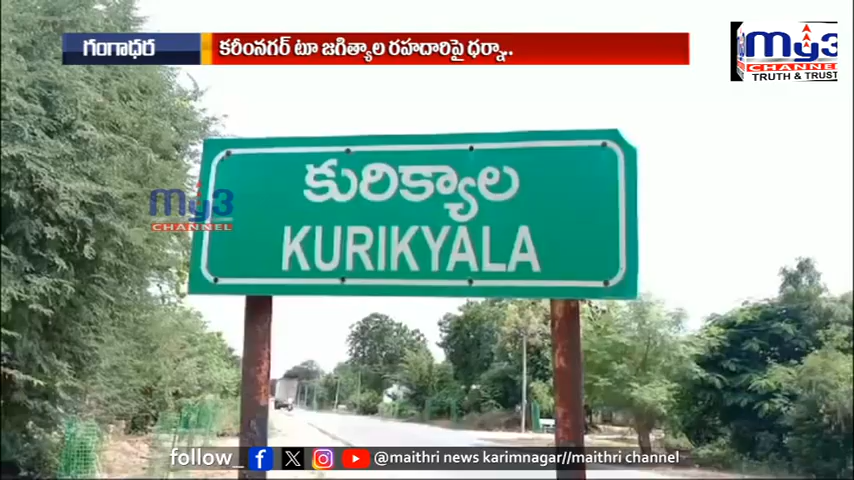 గంగాధర
కరీంనగర్ టూ జగిత్యాల రహదారిపై ధర్నా..
my3
CHANNEL
TRUTH & TRUST
కురిక్యాల
KURIKYALA
my3
CHANNEL
follow_ @maithri news karimnagar//maithri channel